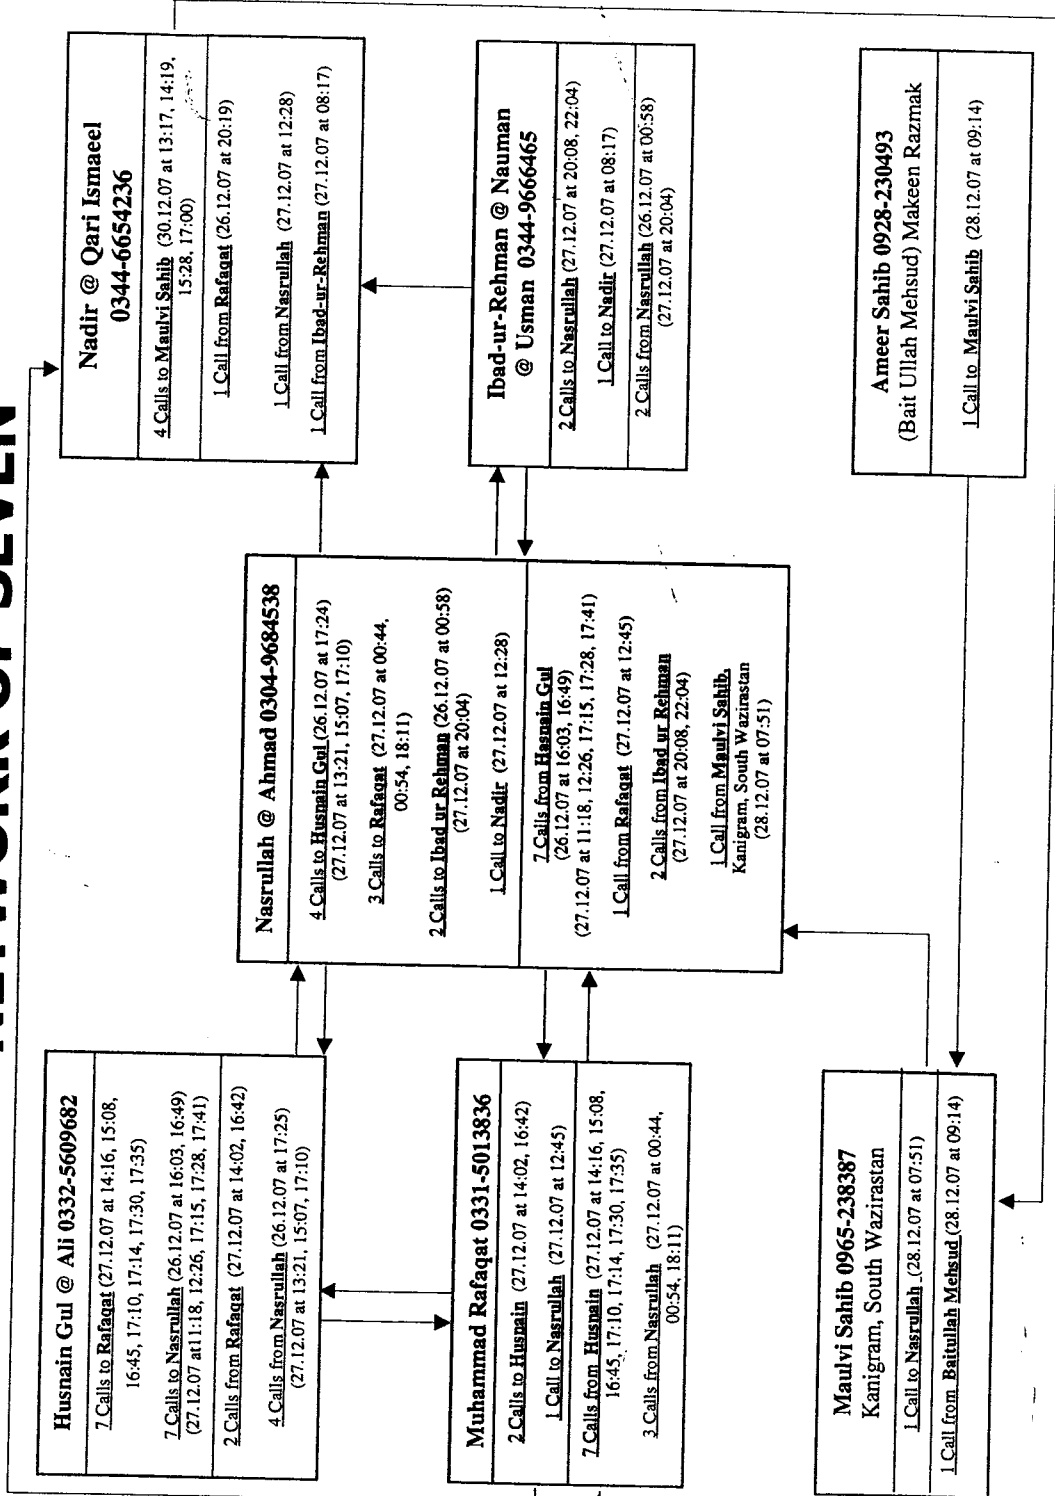 NETWORK OF SEVEN
Husnain Gul @ Ali 0332-5609682
7 Calls to Rafaqat (27.12.07 at 14:16, 15:08,
16:45, 17:10, 17:14, 17:30, 17:35)
7 Calls to Nasrullah (26.12.07 at 16:03, 16:49)
(27.12.07 at11:18, 12:26, 17:15, 17:28, 17:41)
2 Calls from Rafaqat (27.12.07 at 14:02, 16:42)
4 Calls from Nasrullah (26.12.07 at 17:25)
(27.12.07 at 13:21, 15:07, 17:10)
Muhammad Rafaqat 0331-5013836
2 Calls to Husnain (27.12.07 at 14:02, 16:42)
1 Call to Nasrullah (27.12.07 at 12:45)
7 Calls from Husnain (27.12.07 at 14:16, 15:08,
16:45, 17:10, 17:14, 17:30, 17:35)
3 Calls from Nasrullah (27.12.07 at 00:44,
00:54, 18:11)
Maulvi Sahib 0965-238387
Kanigram, South Wazirastan
1 Call to Nasrullah (28.12.07 at 07:51)
1 Call from Baitullah Mehsud (28.12.07 at 09:14)
Nasrullah @ Ahmad 0304-9684538
4 Calls to Husnain Gul (26.12.07 at 17:24)
(27.12.07 at 13:21, 15:07, 17:10)
3 Calls to Rafaqat (27.12.07 at 00:44,
00:54, 18:11)
2 Calls to Ibad ur Rehman (26.12.07 at 00:58)
(27.12.07 at 20:04)
1 Call to Nadir (27.12.07 at 12:28)
7 Calls from Hasnain Gul
(26.12.07 at 16:03, 16:49)
(27.12.07 at 11:18, 12:26, 17:15, 17:28, 17:41)
1 Call from Rafaqat (27.12.07 at 12:45)
2 Calls from Ibad ur Rehman
(27.12.07 at 20:08, 22:04)
1 Call from Maulvi Sahib,
Kanigram, South Wazirastan
(28.12.07 at 07:51)
Nadir @ Qari Ismaeel
0344-6654236
4 Calls to Maulvi Sahib (30.12.07 at 13:17, 14:19,
15:28, 17:00)
1 Call from Rafaqat (26.12.07 at 20:19)
1 Call from Nasrullah (27.12.07 at 12:28)
1 Call from Ibad-ur-Rehman (27.12.07 at 08:17)
Ibad-ur-Rehman @ Nauman
@ Usman 0344-9666465
2 Calls to Nasrullah (27.12.07 at 20:08, 22:04)
1 Call to Nadir (27.12.07 at 08:17)
2 Calls from Nasrullah (26.12.07 at 00:58)
(27.12.07 at 20:04)
Ameer Sahib 0928-230493
(Bait Ullah Mehsud) Makeen Razmak
1 Call to Maulvi Sahib (28.12.07 at 09:14)